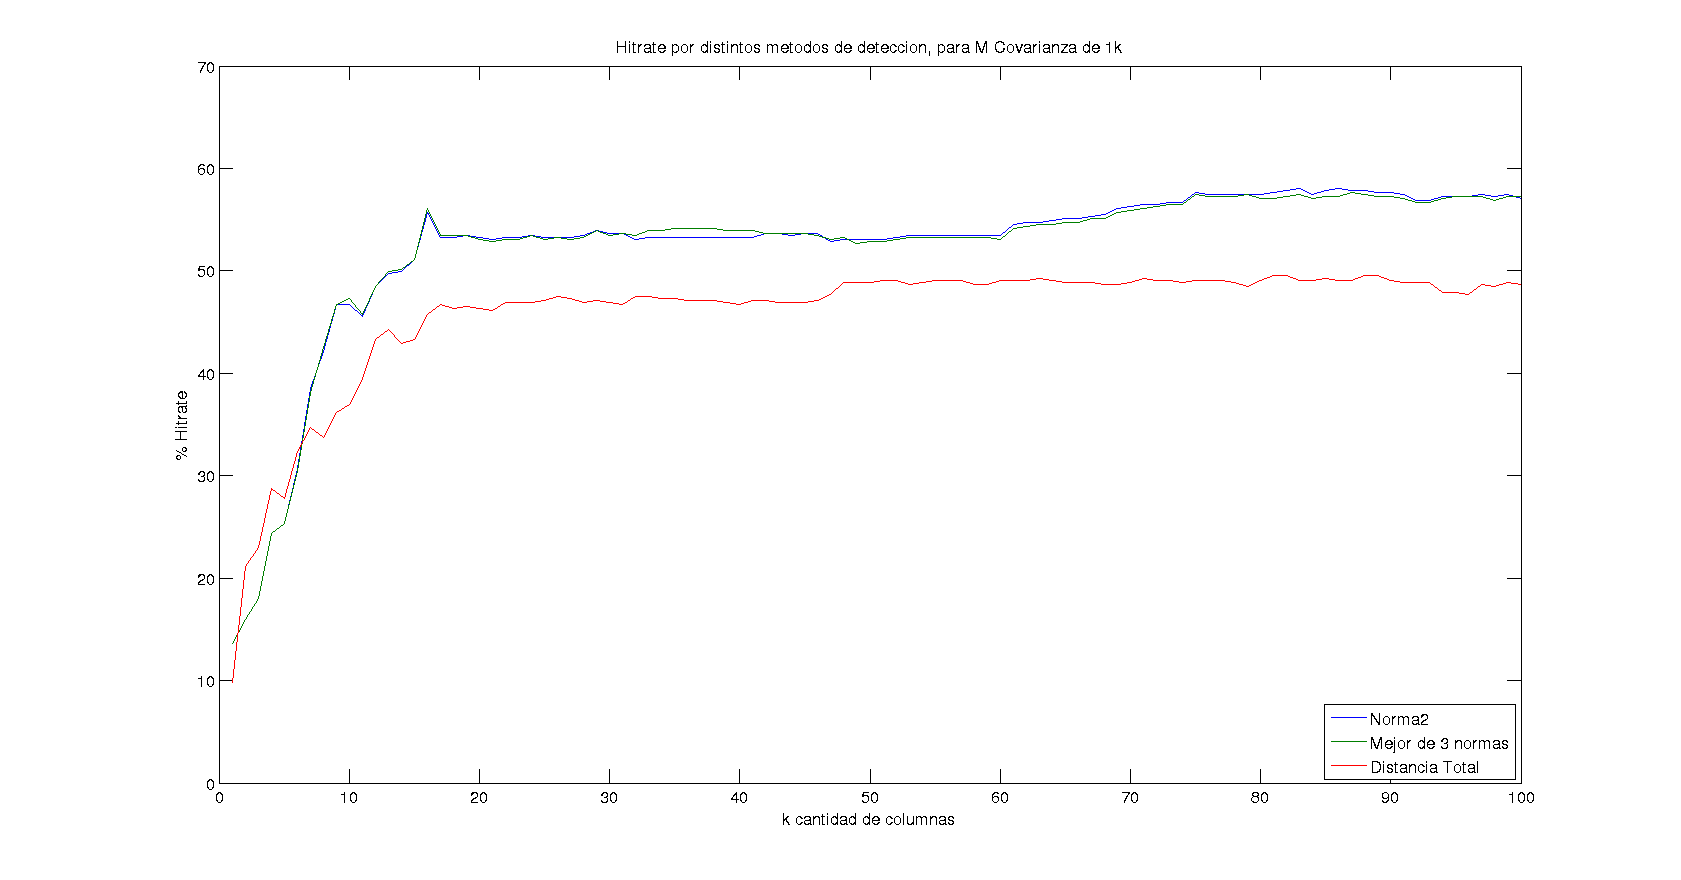 Hitrate por distintos metodos de deteccion, para M Covarianza de 1k
70
60
50
40
30
20
10
0
% Hitrate
0 10 20 30 40 50 60 70 80 90 100
k cantidad de columnas
Norma2
Mejor de 3 normas
Distancia Total